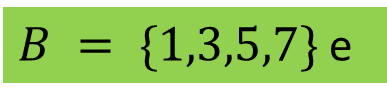 B = {1,3,5,7} e